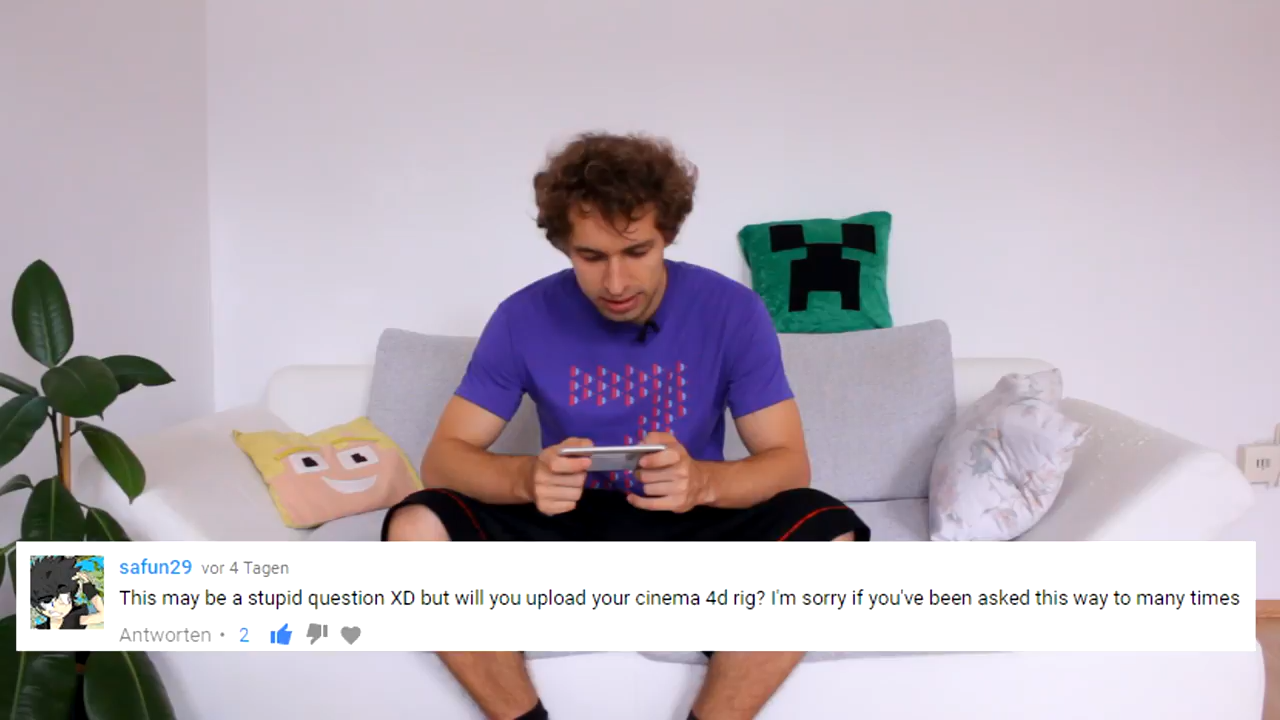 safun29 vor 4 Tagen
This may be a stupid question XD but will you upload your cinema 4d rig? I'm sorry if you've been asked this way to many times
Antworten • 2